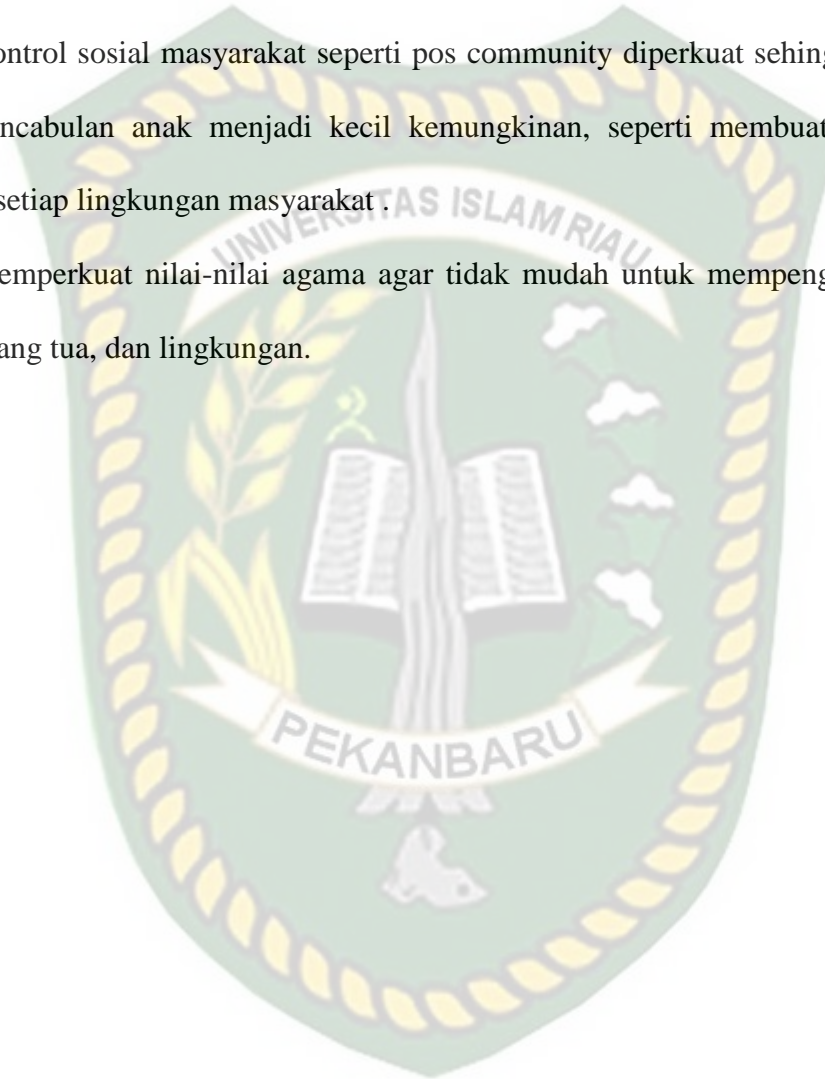 ontrol sosial masyarakat seperti pos community diperkuat sehing
ncabulan anak menjadi kecil kemungkinan, seperti membuat
setiap lingkungan masyarakat .
emperkuat nilai-nilai agama agar tidak mudah untuk mempeng
ang tua, dan lingkungan.
UNIVERSITAS ISLAM RIAU
PEKANBARU